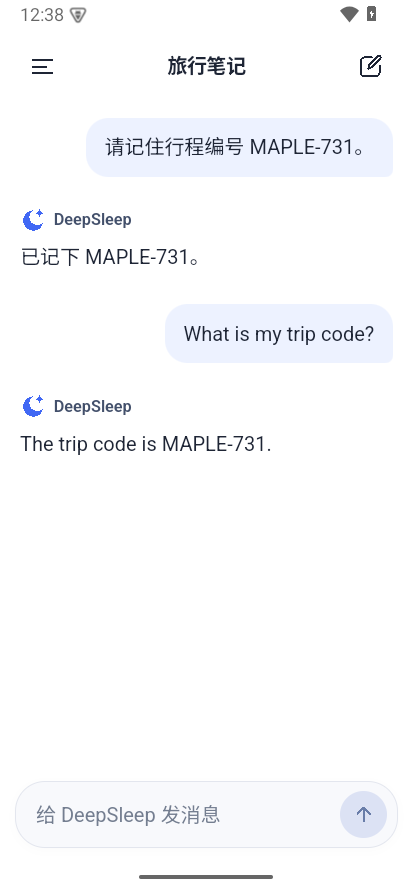 12:38
旅行笔记
请记住行程编号 MAPLE-731。
DeepSleep
已记下 MAPLE-731。
What is my trip code?
DeepSleep
The trip code is MAPLE-731.
给 DeepSleep 发消息